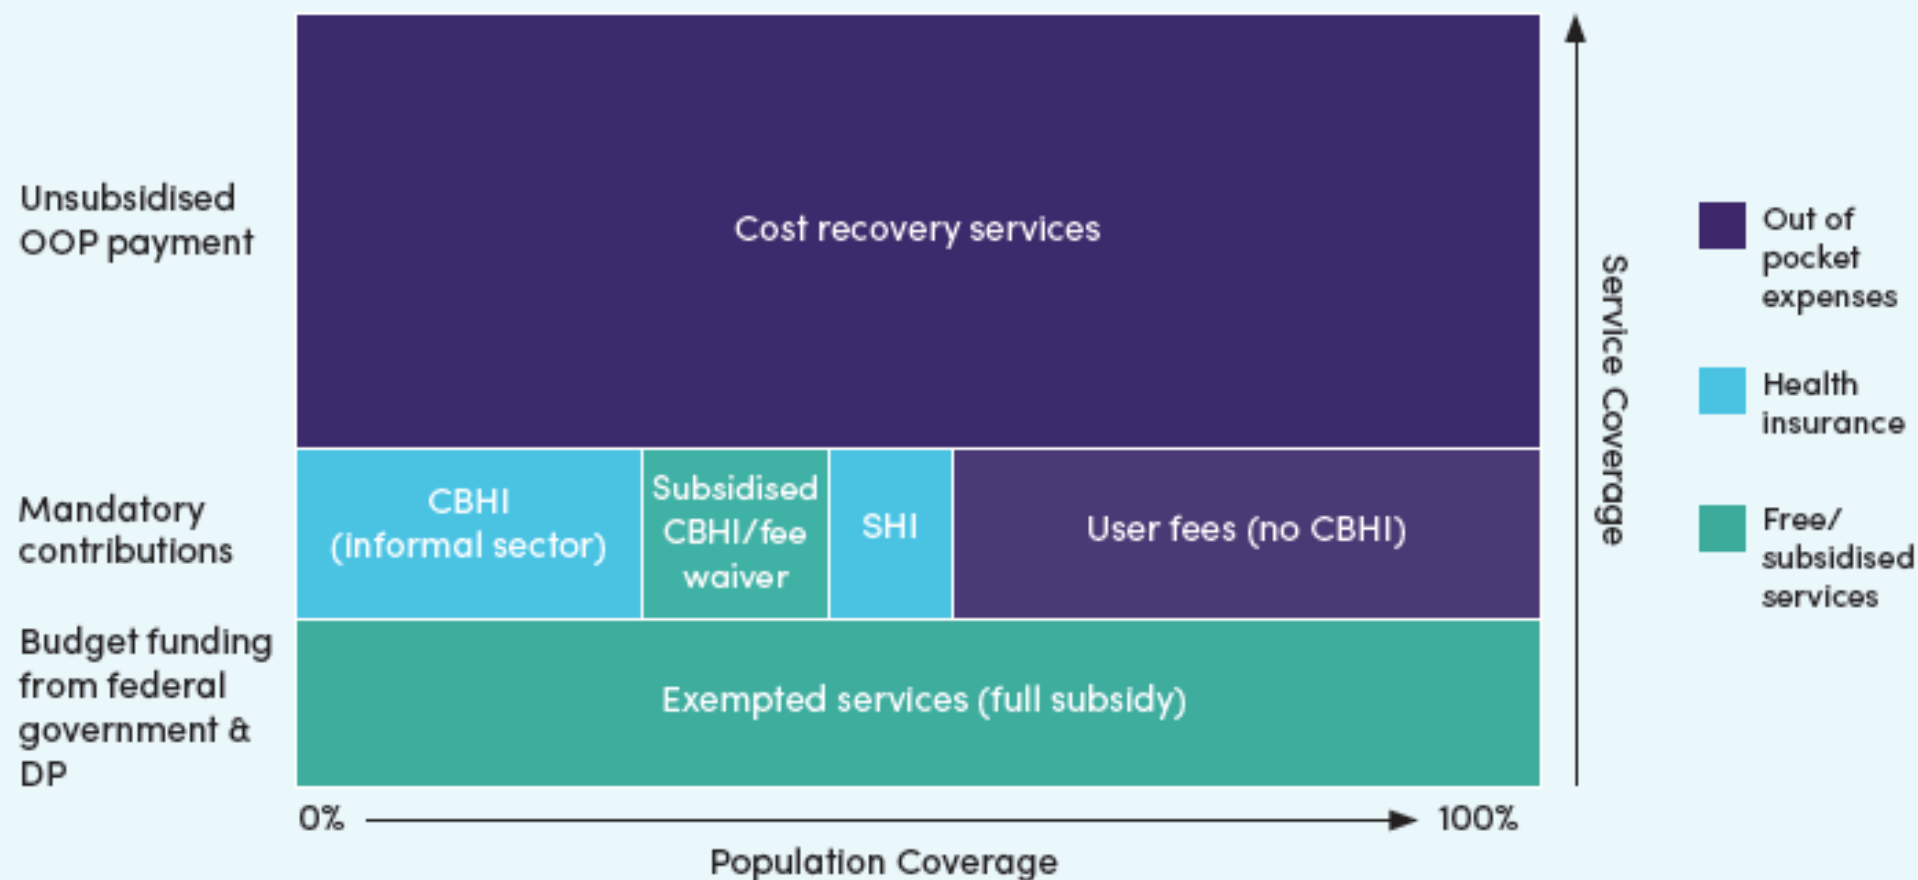 Unsubsidised
OOP payment
Cost recovery services
Mandatory
contributions
CBHI
(informal sector)
Subsidised
CBHI/fee
waiver
SHI
User fees (no CBHI)
Budget funding
from federal
government &
DP
Exempted services (full subsidy)
0%
100%
Population Coverage
Service Coverage
Out of
pocket
expenses
Health
insurance
Free/
subsidised
services